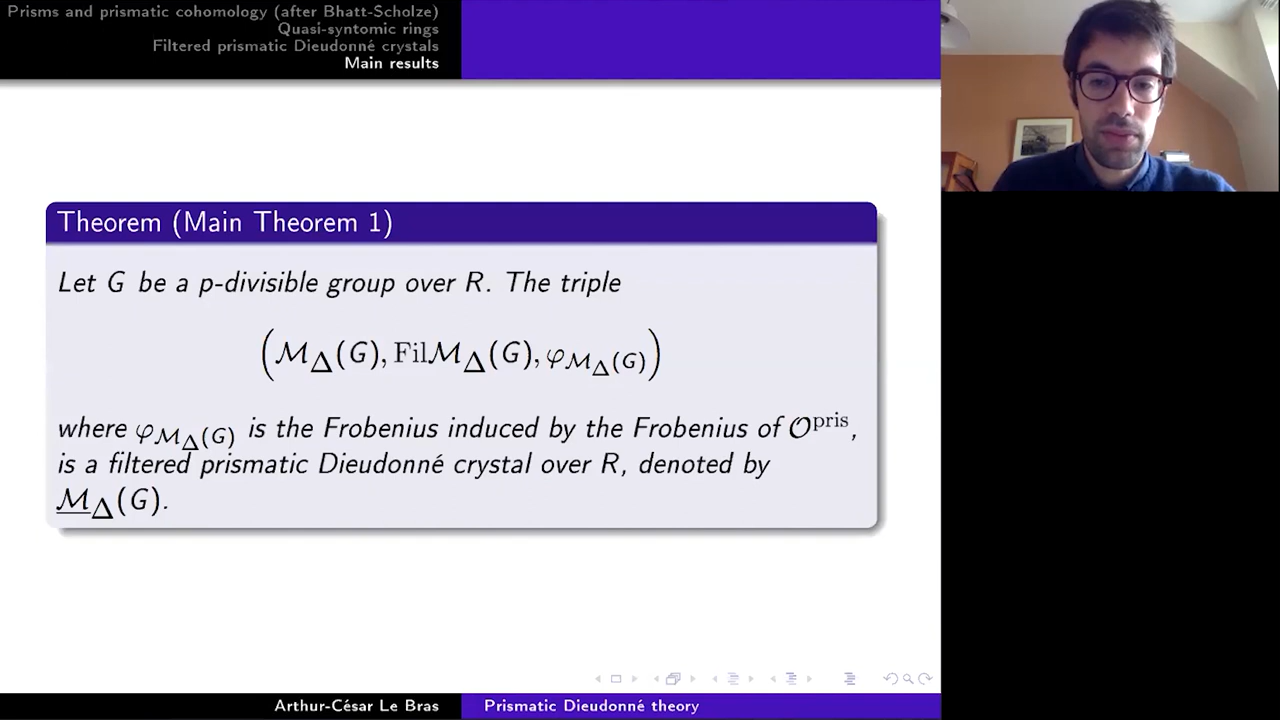 Prisms and prismatic cohomology (after Bhatt-Scholze)
Quasi-syntomic rings
Filtered prismatic Dieudonné crystals
Main results
Theorem (Main Theorem 1)
Let G be a p-divisible group over R. The triple
(ℳ_Δ(G), Filℳ_Δ(G), φ_{ℳ_Δ(G)})
where φ_{ℳ_Δ(G)} is the Frobenius induced by the Frobenius of 𝒪^{pris},
is a filtered prismatic Dieudonné crystal over R, denoted by
ℳ̲_Δ(G).
Arthur-César Le Bras
Prismatic Dieudonné theory